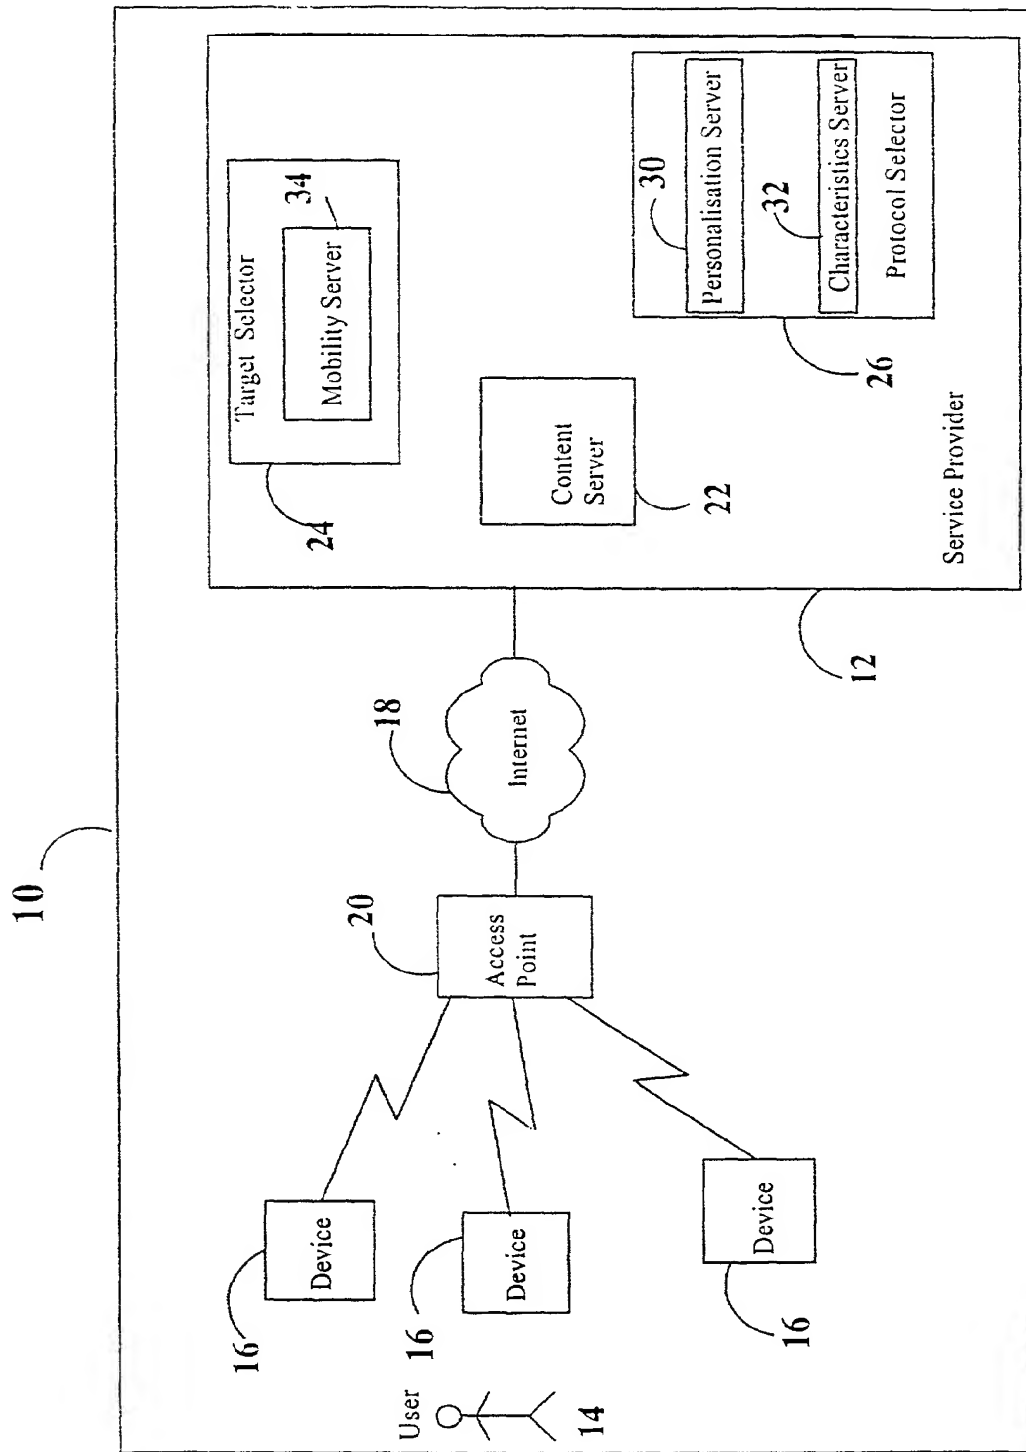 10
User
14
16
Device
16
Device
16
Device
20
Access
Point
18
Internet
12
Service Provider
24
Target Selector
34
Mobility Server
Content
Server
22
30
Personalisation Server
32
Characteristics Server
Protocol Selector
26